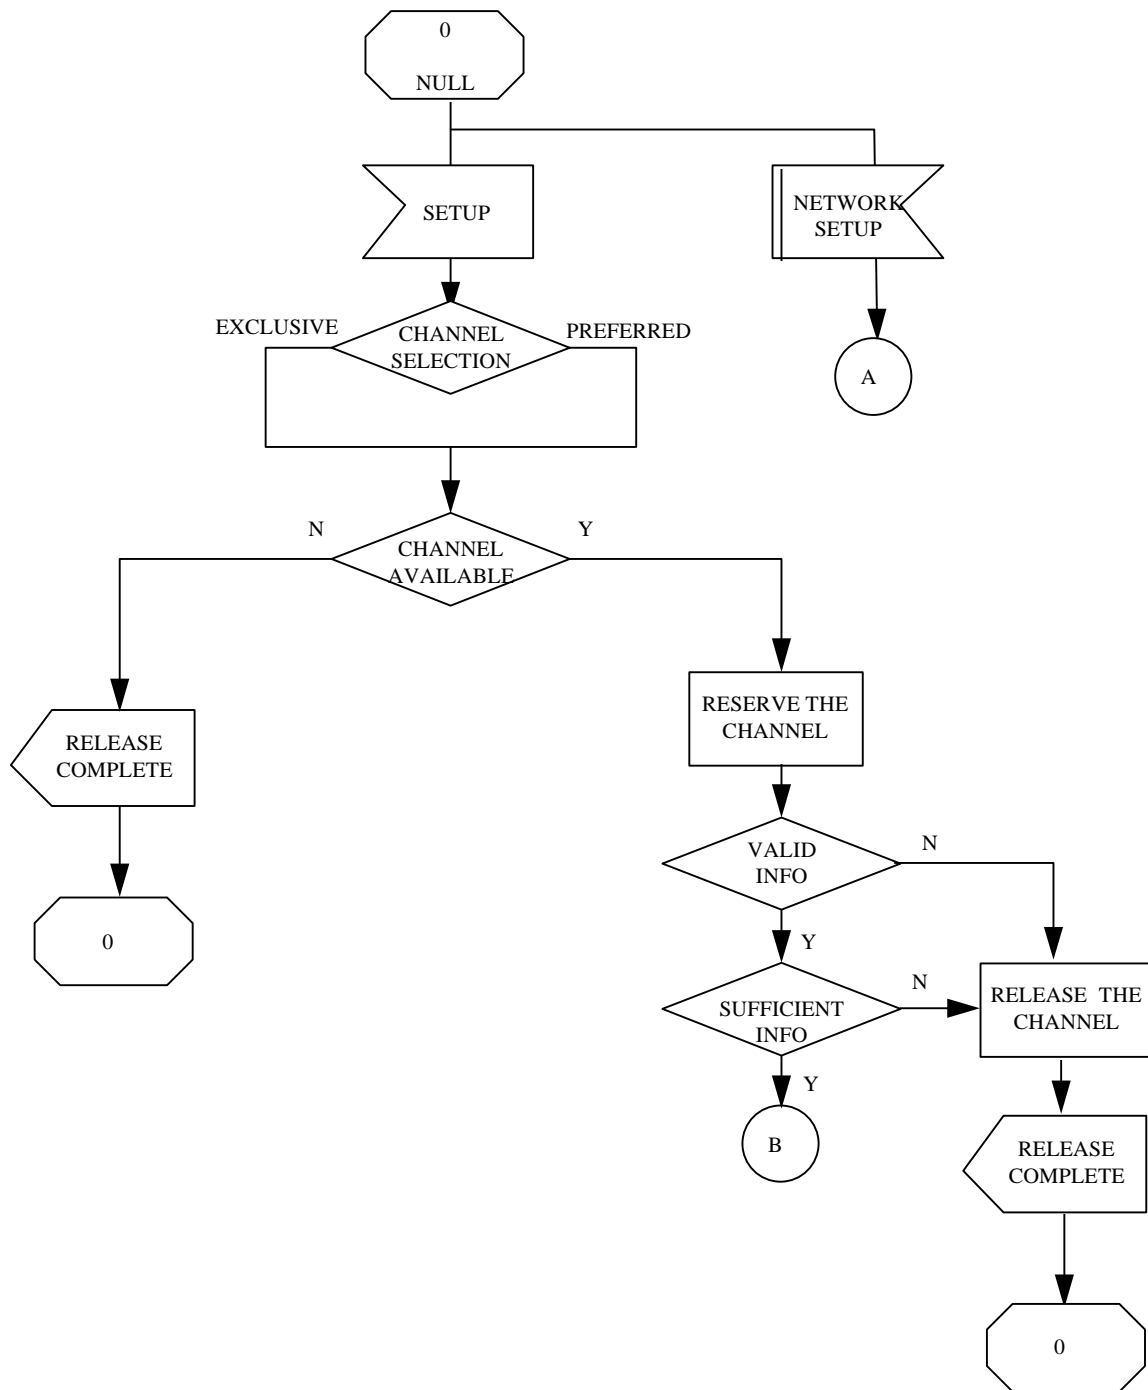 0
NULL
SETUP
NETWORK
SETUP
EXCLUSIVE
CHANNEL
SELECTION
PREFERRED
A
N
CHANNEL
AVAILABLE
Y
RESERVE THE
CHANNEL
RELEASE
COMPLETE
VALID
INFO
N
0
Y
SUFFICIENT
INFO
N
RELEASE THE
CHANNEL
Y
B
RELEASE
COMPLETE
0